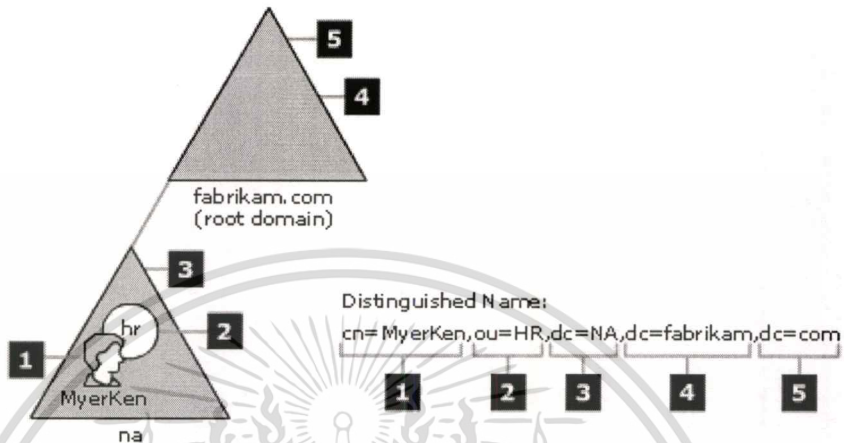 5
4
fabrikam.com
(root domain)
3
hr
2
1
MyerKen
na
Distinguished Name:
cn=MyerKen,ou=HR,dc=NA,dc=fabrikam,dc=com
1 2 3 4 5